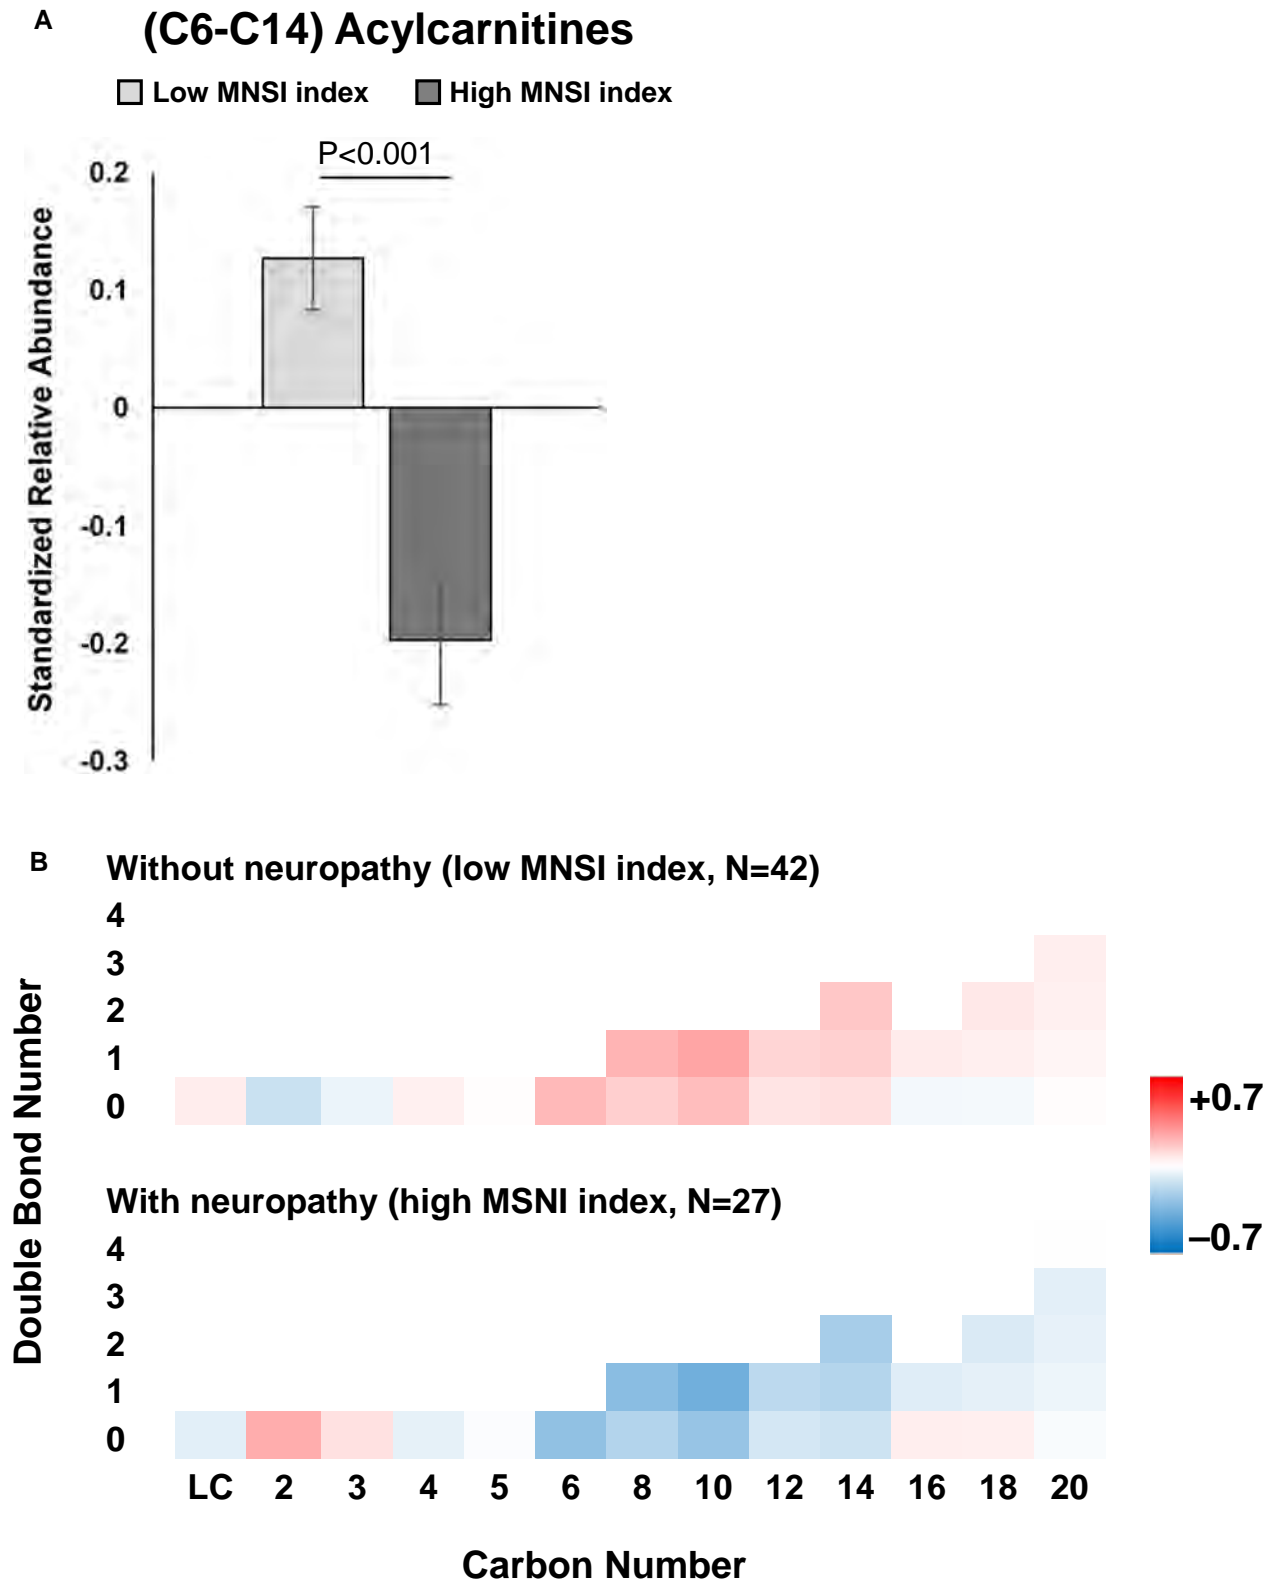 A
(C6-C14) Acylcarnitines
Low MNSI index High MNSI index
P<0.001
Standardized Relative Abundance
0.2
0.1
0
-0.1
-0.2
-0.3
B
Without neuropathy (low MNSI index, N=42)
Double Bond Number
4
3
2
1
0
+0.7
–0.7
With neuropathy (high MSNI index, N=27)
4
3
2
1
0
LC 2 3 4 5 6 8 10 12 14 16 18 20
Carbon Number